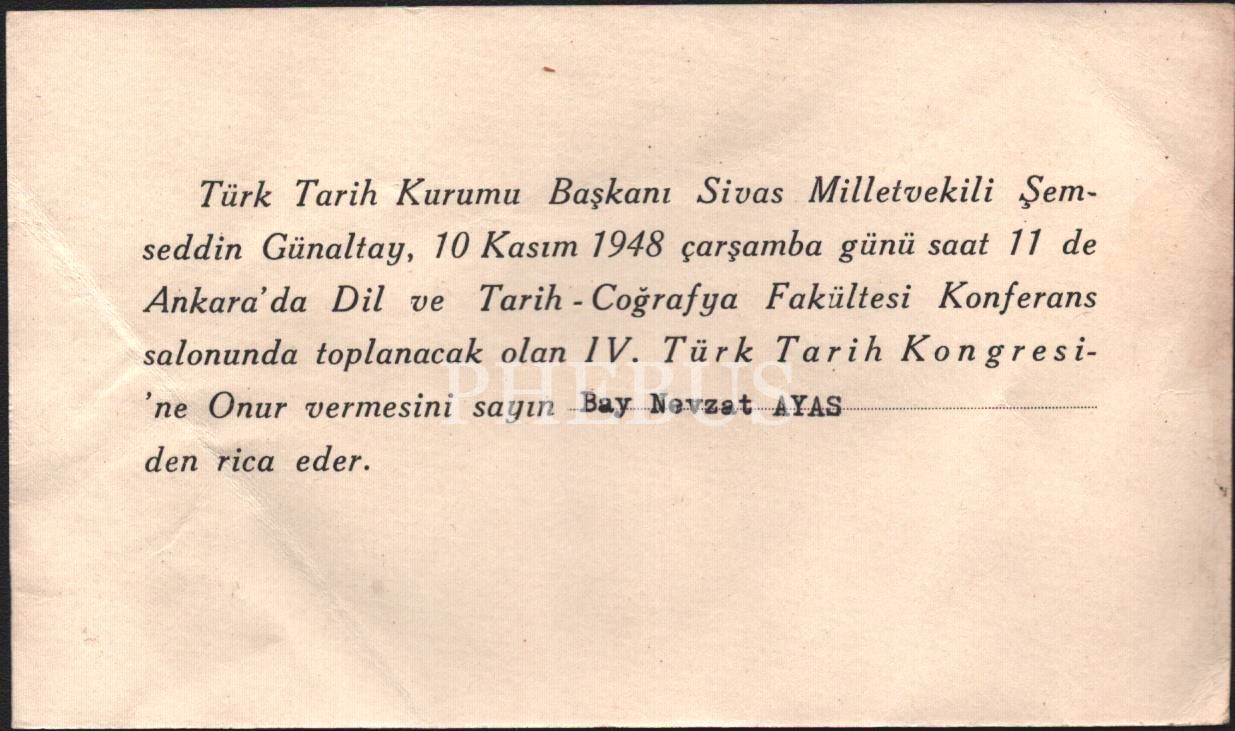 Türk Tarih Kurumu Başkanı Sivas Milletvekili Şem-
seddin Günaltay, 10 Kasım 1948 çarşamba günü saat 11 de
Ankara'da Dil ve Tarih - Coğrafya Fakültesi Konferans
salonunda toplanacak olan IV. Türk Tarih Kongresi-
'ne Onur vermesini sayın Bay Nevzat AYAS
den rica eder.
PHEBUS